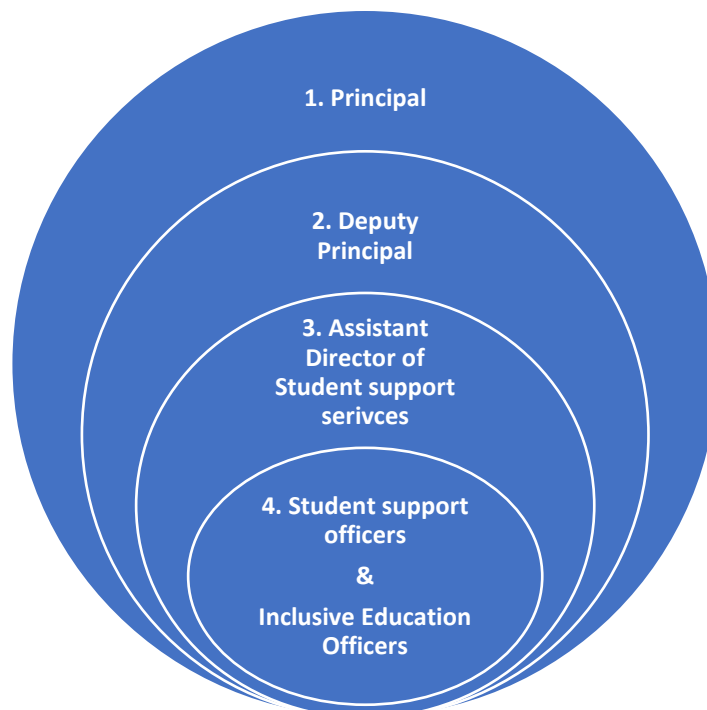 1. Principal
2. Deputy
Principal
3. Assistant
Director of
Student support
serivces
4. Student support
officers
&
Inclusive Education
Officers